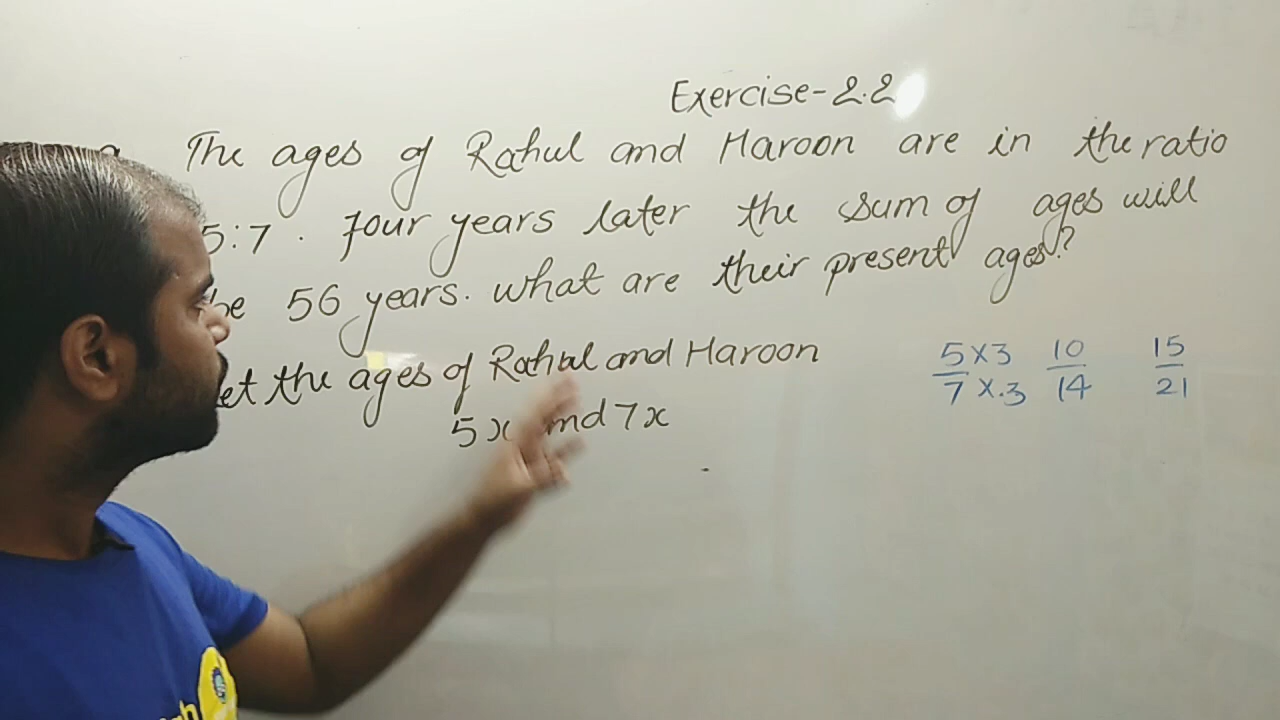 Exercise-2.2
The ages of Rahul and Haroon are in the ratio
5:7. Four years later the sum of ages will
be 56 years. what are their present ages?
the ages of Rahul and Haroon
5x and 7x
5x3 10 15
7x.3 14 21